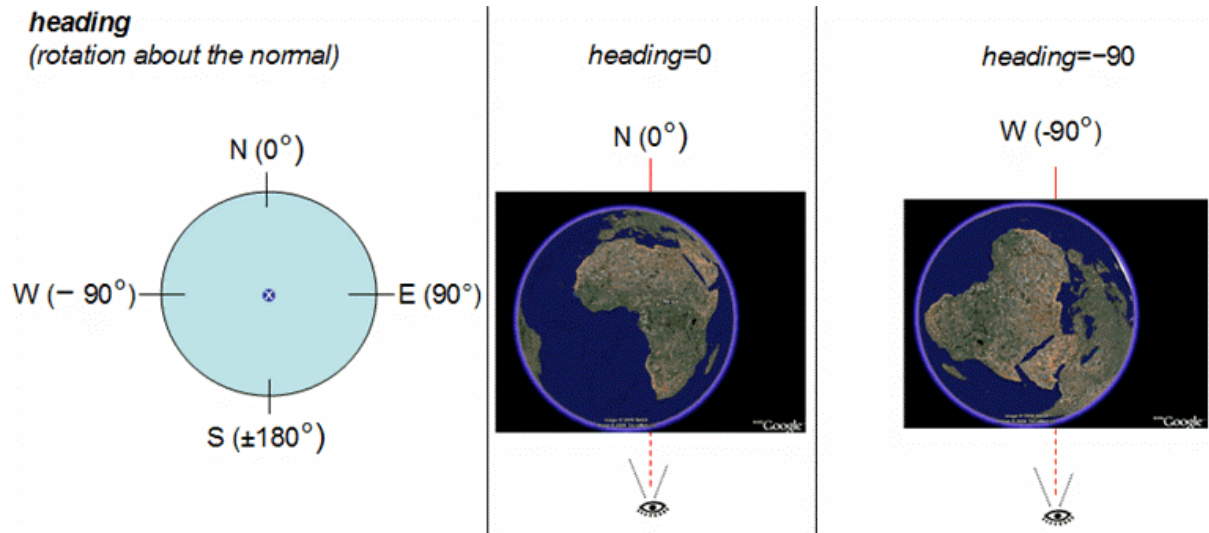 heading
(rotation about the normal)
N (0°)
W (− 90°)
E (90°)
S (±180°)
heading=0
N (0°)
Google
heading=−90
W (-90°)
Google